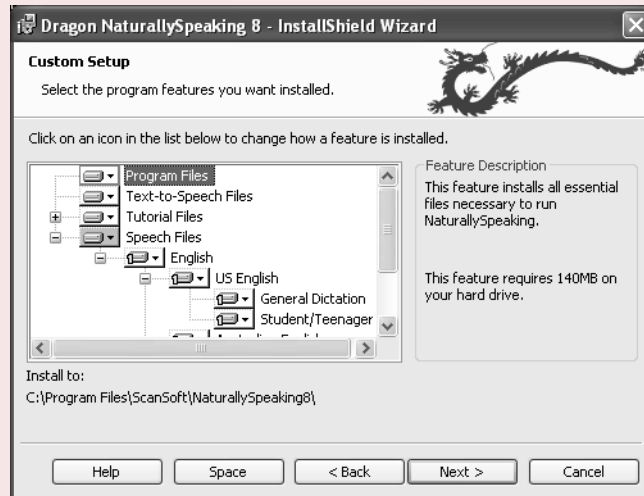 Dragon NaturallySpeaking 8 - InstallShield Wizard
Custom Setup
Select the program features you want installed.
Click on an icon in the list below to change how a feature is installed.
Program Files
Text-to-Speech Files
Tutorial Files
Speech Files
English
US English
General Dictation
Student/Teenager
Feature Description
This feature installs all essential
files necessary to run
NaturallySpeaking.
This feature requires 140MB on
your hard drive.
Install to:
C:\Program Files\ScanSoft\NaturallySpeaking8\
Help
Space
< Back
Next >
Cancel